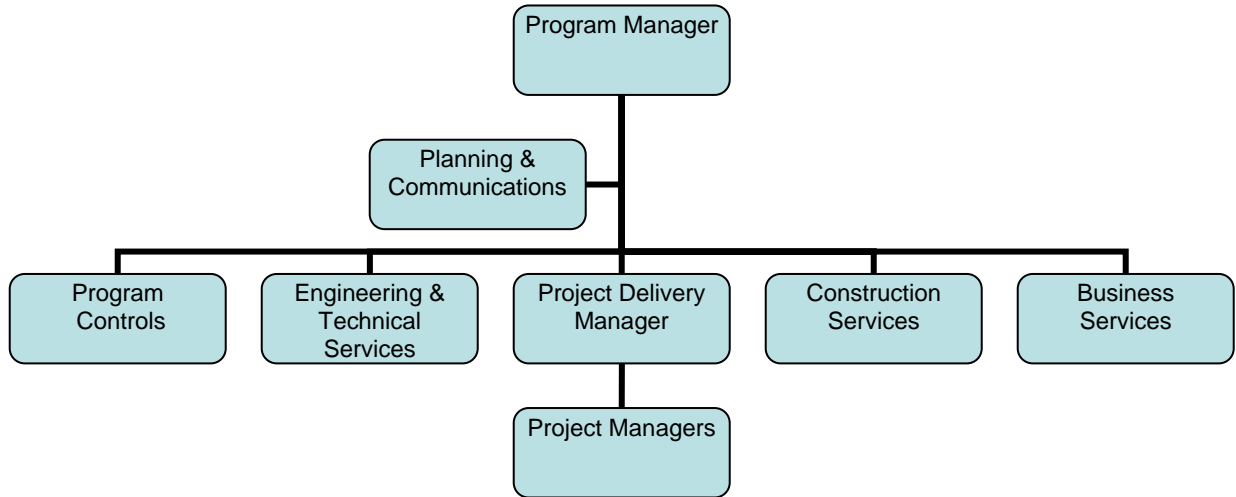 Program Manager
Planning &
Communications
Program
Controls
Engineering &
Technical
Services
Project Delivery
Manager
Construction
Services
Business
Services
Project Managers